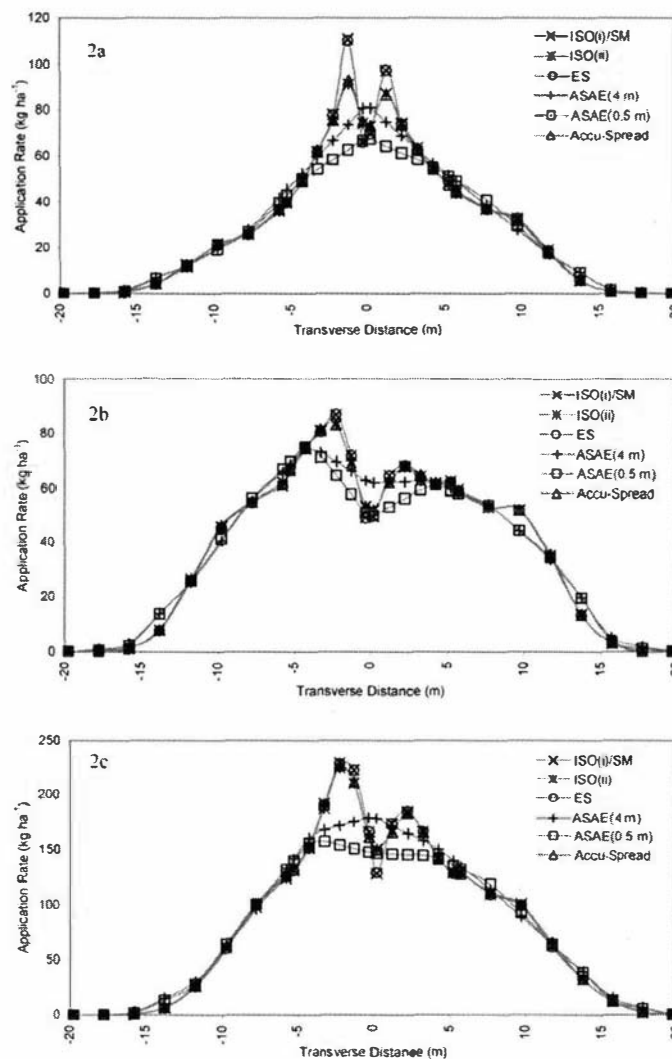 2a
120
100
80
60
40
20
0
Application Rate (kg ha⁻¹)
ISO(i)/SM
ISO(ii)
ES
ASAE(4 m)
ASAE(0.5 m)
Accu-Spread
-20
-15
-10
-5
0
5
10
15
20
Transverse Distance (m)
2b
100
80
60
40
20
0
Application Rate (kg ha⁻¹)
ISO(i)/SM
ISO(ii)
ES
ASAE(4 m)
ASAE(0.5 m)
Accu-Spread
-20
-15
-10
-5
0
5
10
15
20
Transverse Distance (m)
2c
250
200
150
100
50
0
Application Rate (kg ha⁻¹)
ISO(i)/SM
ISO(ii)
ES
ASAE(4 m)
ASAE(0.5 m)
Accu-Spread
-20
-15
-10
-5
0
5
10
15
20
Transverse Distance (m)